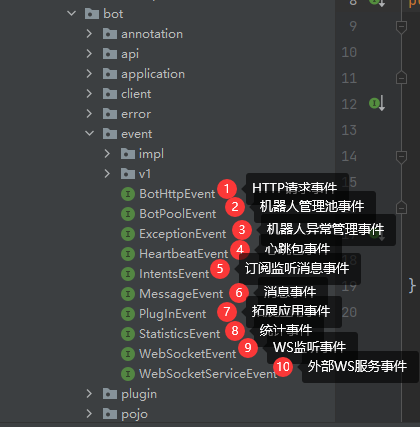 bot
annotation
api
application
client
error
event
impl
v1
BotHttpEvent 1 HTTP请求事件
BotPoolEvent 2 机器人管理池事件
ExceptionEvent 3 机器人异常管理事件
HeartbeatEvent 4 心跳包事件
IntentsEvent 5 订阅监听消息事件
MessageEvent 6 消息事件
PlugInEvent 7 拓展应用事件
StatisticsEvent 8 统计事件
WebSocketEvent 9 WS监听事件
WebSocketServiceEvent 10 外部WS服务事件
plugin
pojo
8
9
10
11
12
13
14
15
18
19
}
20